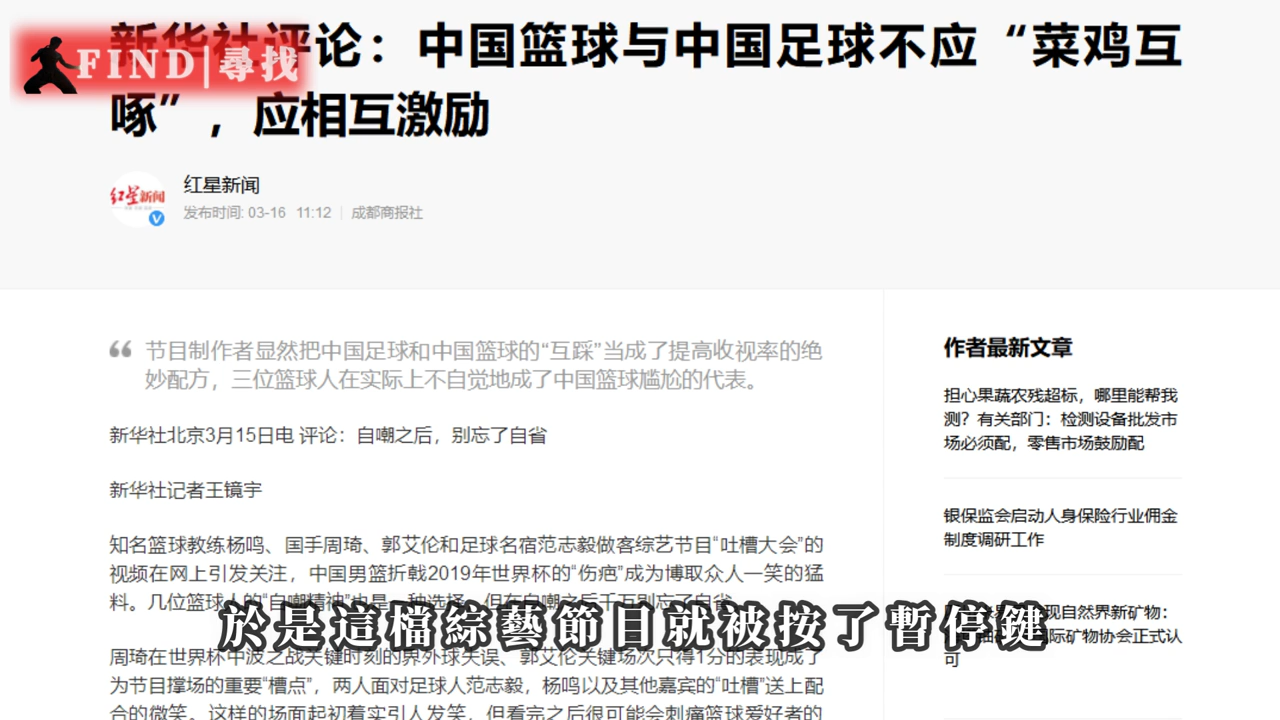 新华社评论：中国篮球与中国足球不应“菜鸡互
啄”，应相互激励
FIND|尋找
红星新闻
红星新闻
发布时间: 03-16 11:12 | 成都商报社
节目制作者显然把中国足球和中国篮球的“互踩”当成了提高收视率的绝
妙配方，三位篮球人在实际上不自觉地成了中国篮球尴尬的代表。
新华社北京3月15日电 评论：自嘲之后，别忘了自省
新华社记者王镜宇
知名篮球教练杨鸣、国手周琦、郭艾伦和足球名宿范志毅做客综艺节目“吐槽大会”的
视频在网上引发关注，中国男篮折戟2019年世界杯的“伤疤”成为博取众人一笑的猛
料。几位篮球人的“自嘲精神”也是一种选择，但在自嘲之后千万别忘了自省。
於是這檔綜藝節目就被按了暫停鍵
周琦在世界杯中波之战关键时刻的界外球失误、郭艾伦关键场次只得1分的表现成了
为节目撑场的重要“槽点”，两人面对足球人范志毅，杨鸣以及其他嘉宾的“吐槽”送上配
合的微笑。这样的场面起初着实引人发笑，但看完之后很可能会刺痛篮球爱好者的
作者最新文章
担心果蔬农残超标，哪里能帮我
测？有关部门：检测设备批发市
场必须配，零售市场鼓励配
银保监会启动人身保险行业佣金
制度调研工作
现自然界新矿物：
际矿物协会正式认
可